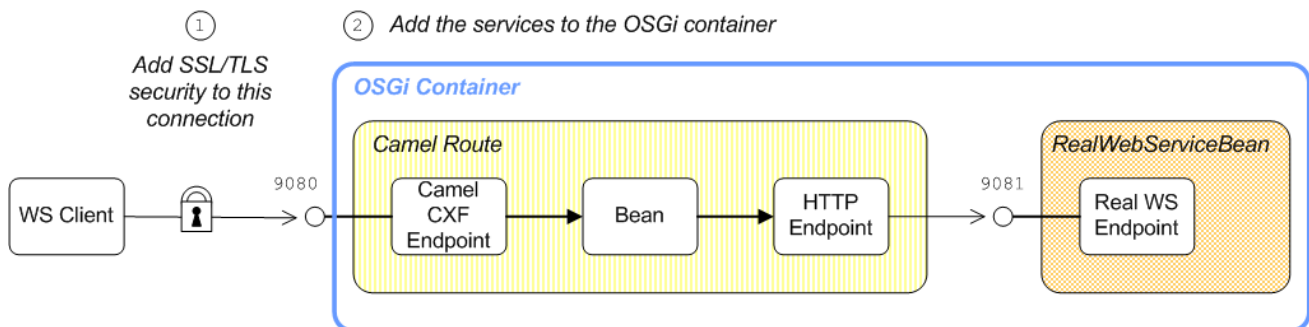 1
Add SSL/TLS
security to this
connection
2 Add the services to the OSGi container
OSGi Container
Camel Route
RealWebServiceBean
WS Client
9080
Camel
CXF
Endpoint
Bean
HTTP
Endpoint
9081
Real WS
Endpoint